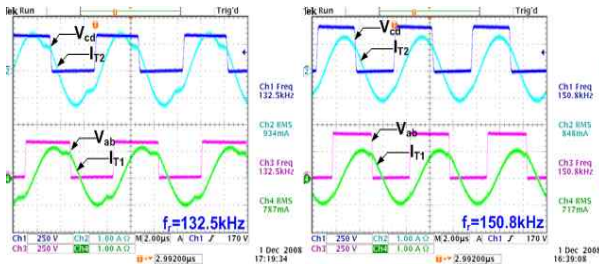 Tek Run
Trig'd
Vcd
IT2
Ch1 Freq
132.5kHz
Ch2 RMS
934mA
Vab
IT1
Ch3 Freq
132.5kHz
Ch4 RMS
787mA
fr=132.5kHz
Ch1 250 V Ch2 1.00 A Ω M 2.00µs A Ch1 ∫ 170 V
Ch3 250 V Ch4 1.00 A Ω
2.99200µs
1 Dec 2008
17:19:34
Tek Run
Trig'd
Vcd
IT2
Ch1 Freq
150.8kHz
Ch2 RMS
848mA
Vab
IT1
Ch3 Freq
150.8kHz
Ch4 RMS
717mA
fr=150.8kHz
Ch1 250 V Ch2 1.00 A Ω M 2.00µs A Ch1 ∫ 170 V
Ch3 250 V Ch4 1.00 A Ω
2.99200µs
1 Dec 2008
16:39:08